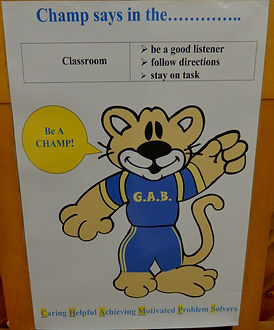 Champ says in the…………..
Classroom
➢ be a good listener
➢ follow directions
➢ stay on task
Be A
CHAMP!
G.A.B.
Caring Helpful Achieving Motivated Problem Solvers